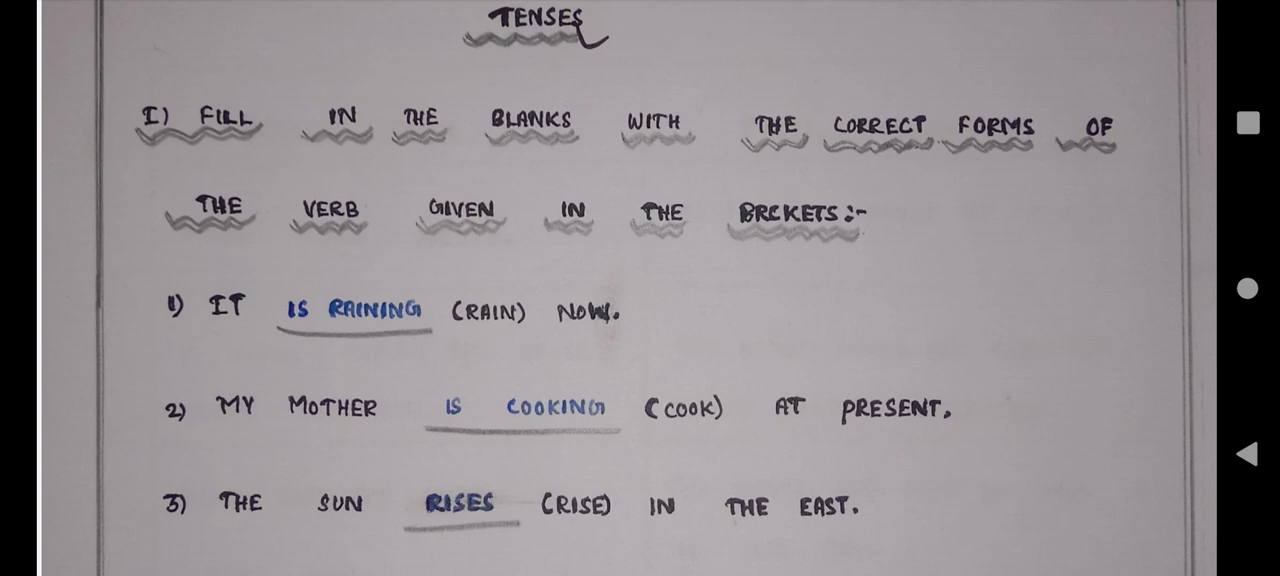 TENSES
I) FILL IN THE BLANKS WITH THE CORRECT FORMS OF
THE VERB GIVEN IN THE BRCKETS :-
1) IT IS RAINING (RAIN) NOW.
2) MY MOTHER IS COOKING (COOK) AT PRESENT.
3) THE SUN RISES (RISE) IN THE EAST.